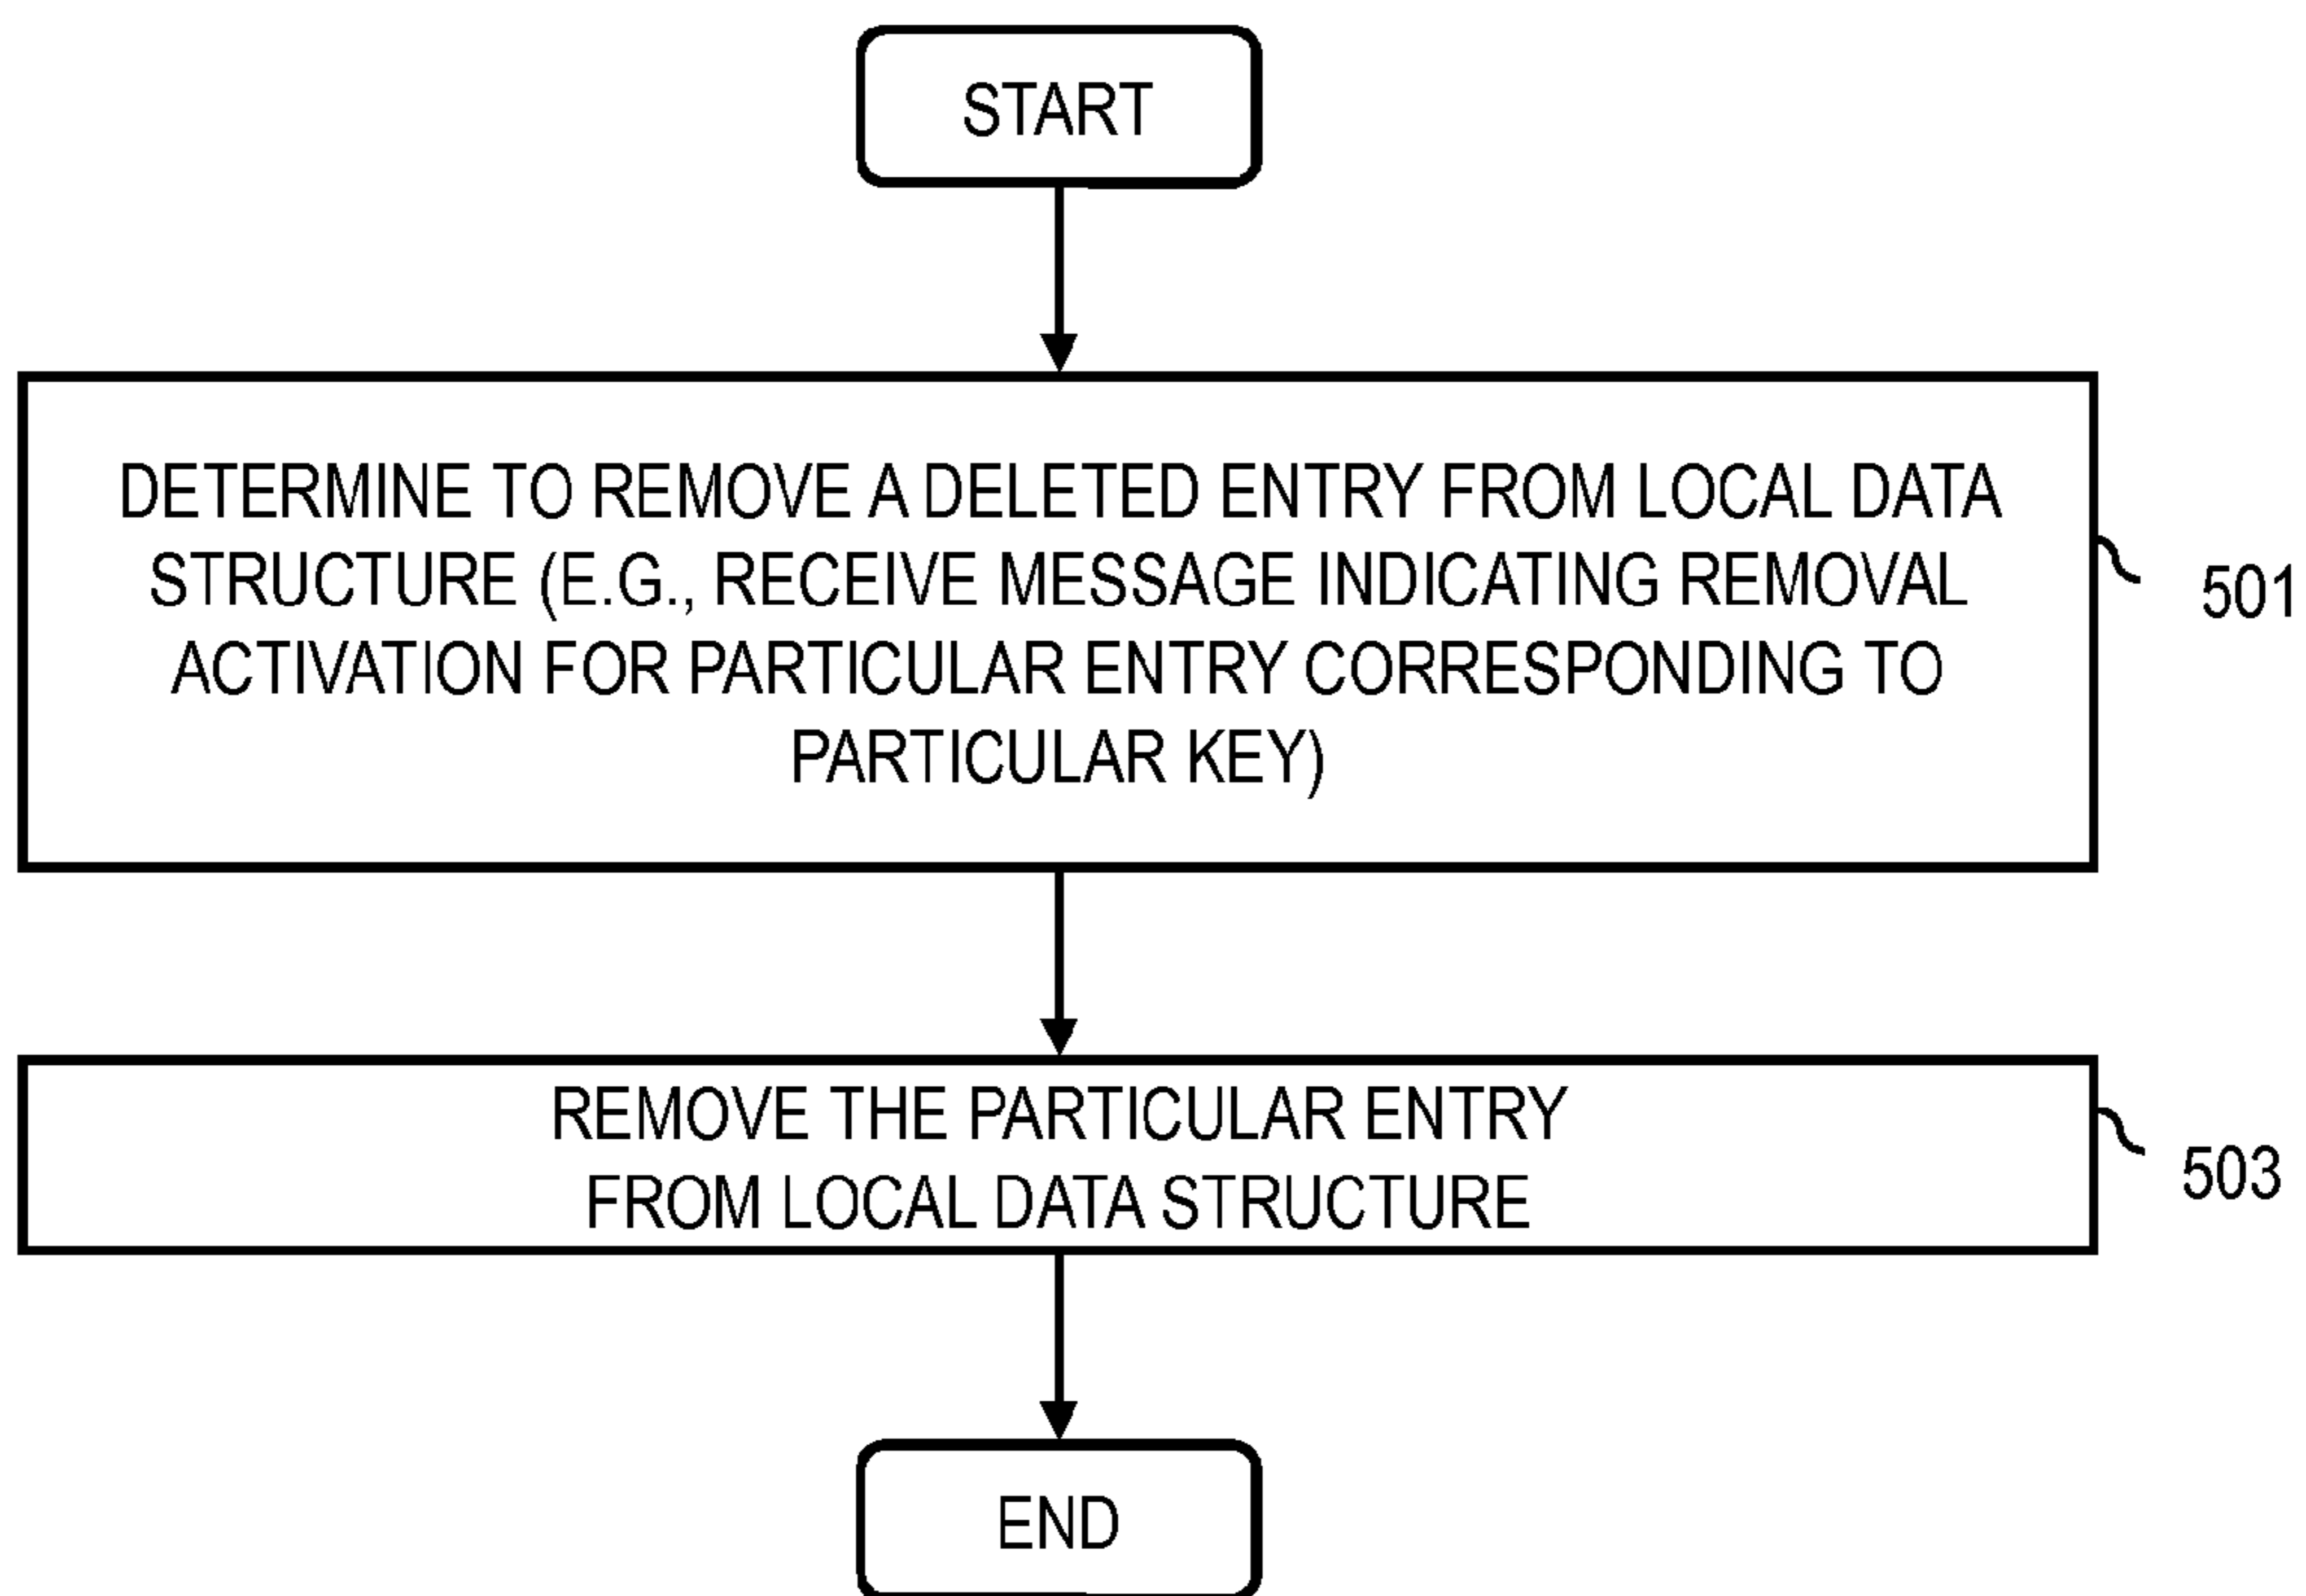 START
DETERMINE TO REMOVE A DELETED ENTRY FROM LOCAL DATA
STRUCTURE (E.G., RECEIVE MESSAGE INDICATING REMOVAL
ACTIVATION FOR PARTICULAR ENTRY CORRESPONDING TO
PARTICULAR KEY)
501
REMOVE THE PARTICULAR ENTRY
FROM LOCAL DATA STRUCTURE
503
END